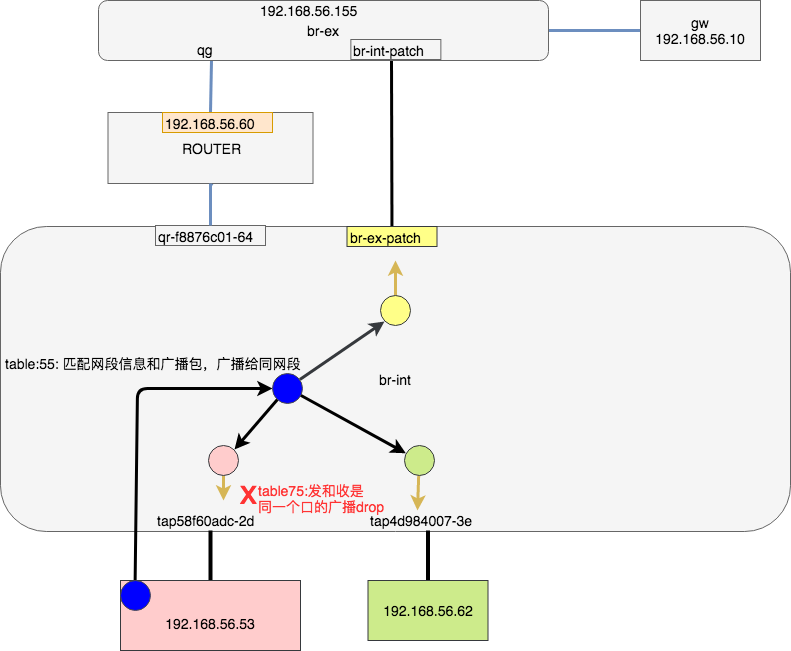 192.168.56.155
br-ex
qg
br-int-patch
gw
192.168.56.10
192.168.56.60
ROUTER
qr-f8876c01-64
br-ex-patch
table:55: 匹配网段信息和广播包，广播给同网段
br-int
X
table75:发和收是
同一个口的广播drop
tap58f60adc-2d
tap4d984007-3e
192.168.56.53
192.168.56.62